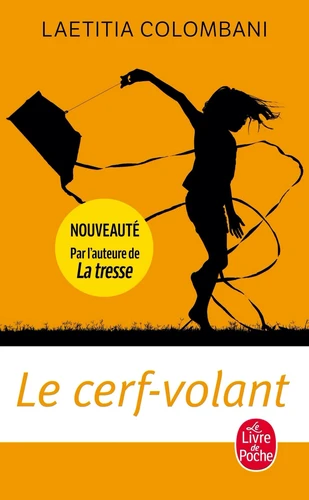 LAETITIA COLOMBANI
NOUVEAUTÉ
Par l'auteure de
La tresse
Le cerf-volant
Le
Livre
de
Poche